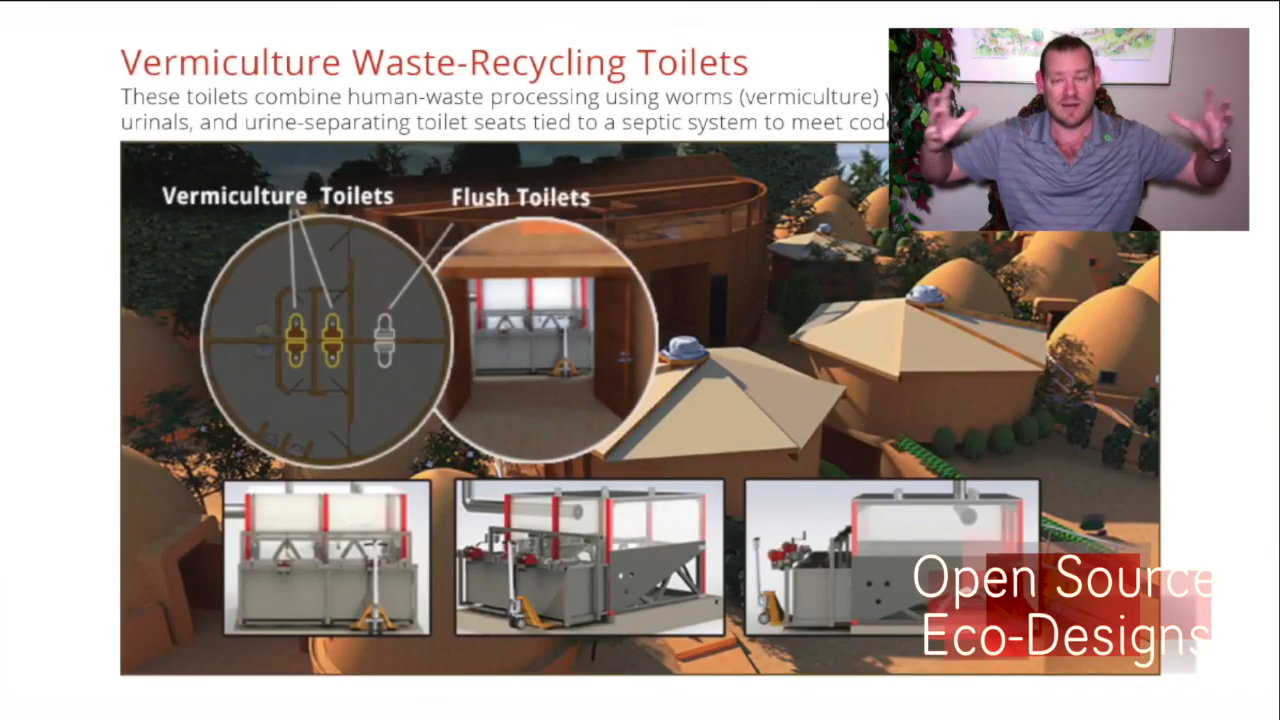 Vermiculture Waste-Recycling Toilets
These toilets combine human-waste processing using worms (vermiculture)
urinals, and urine-separating toilet seats tied to a septic system to meet
Vermiculture Toilets
Flush Toilets
Open Source
Eco-Designs